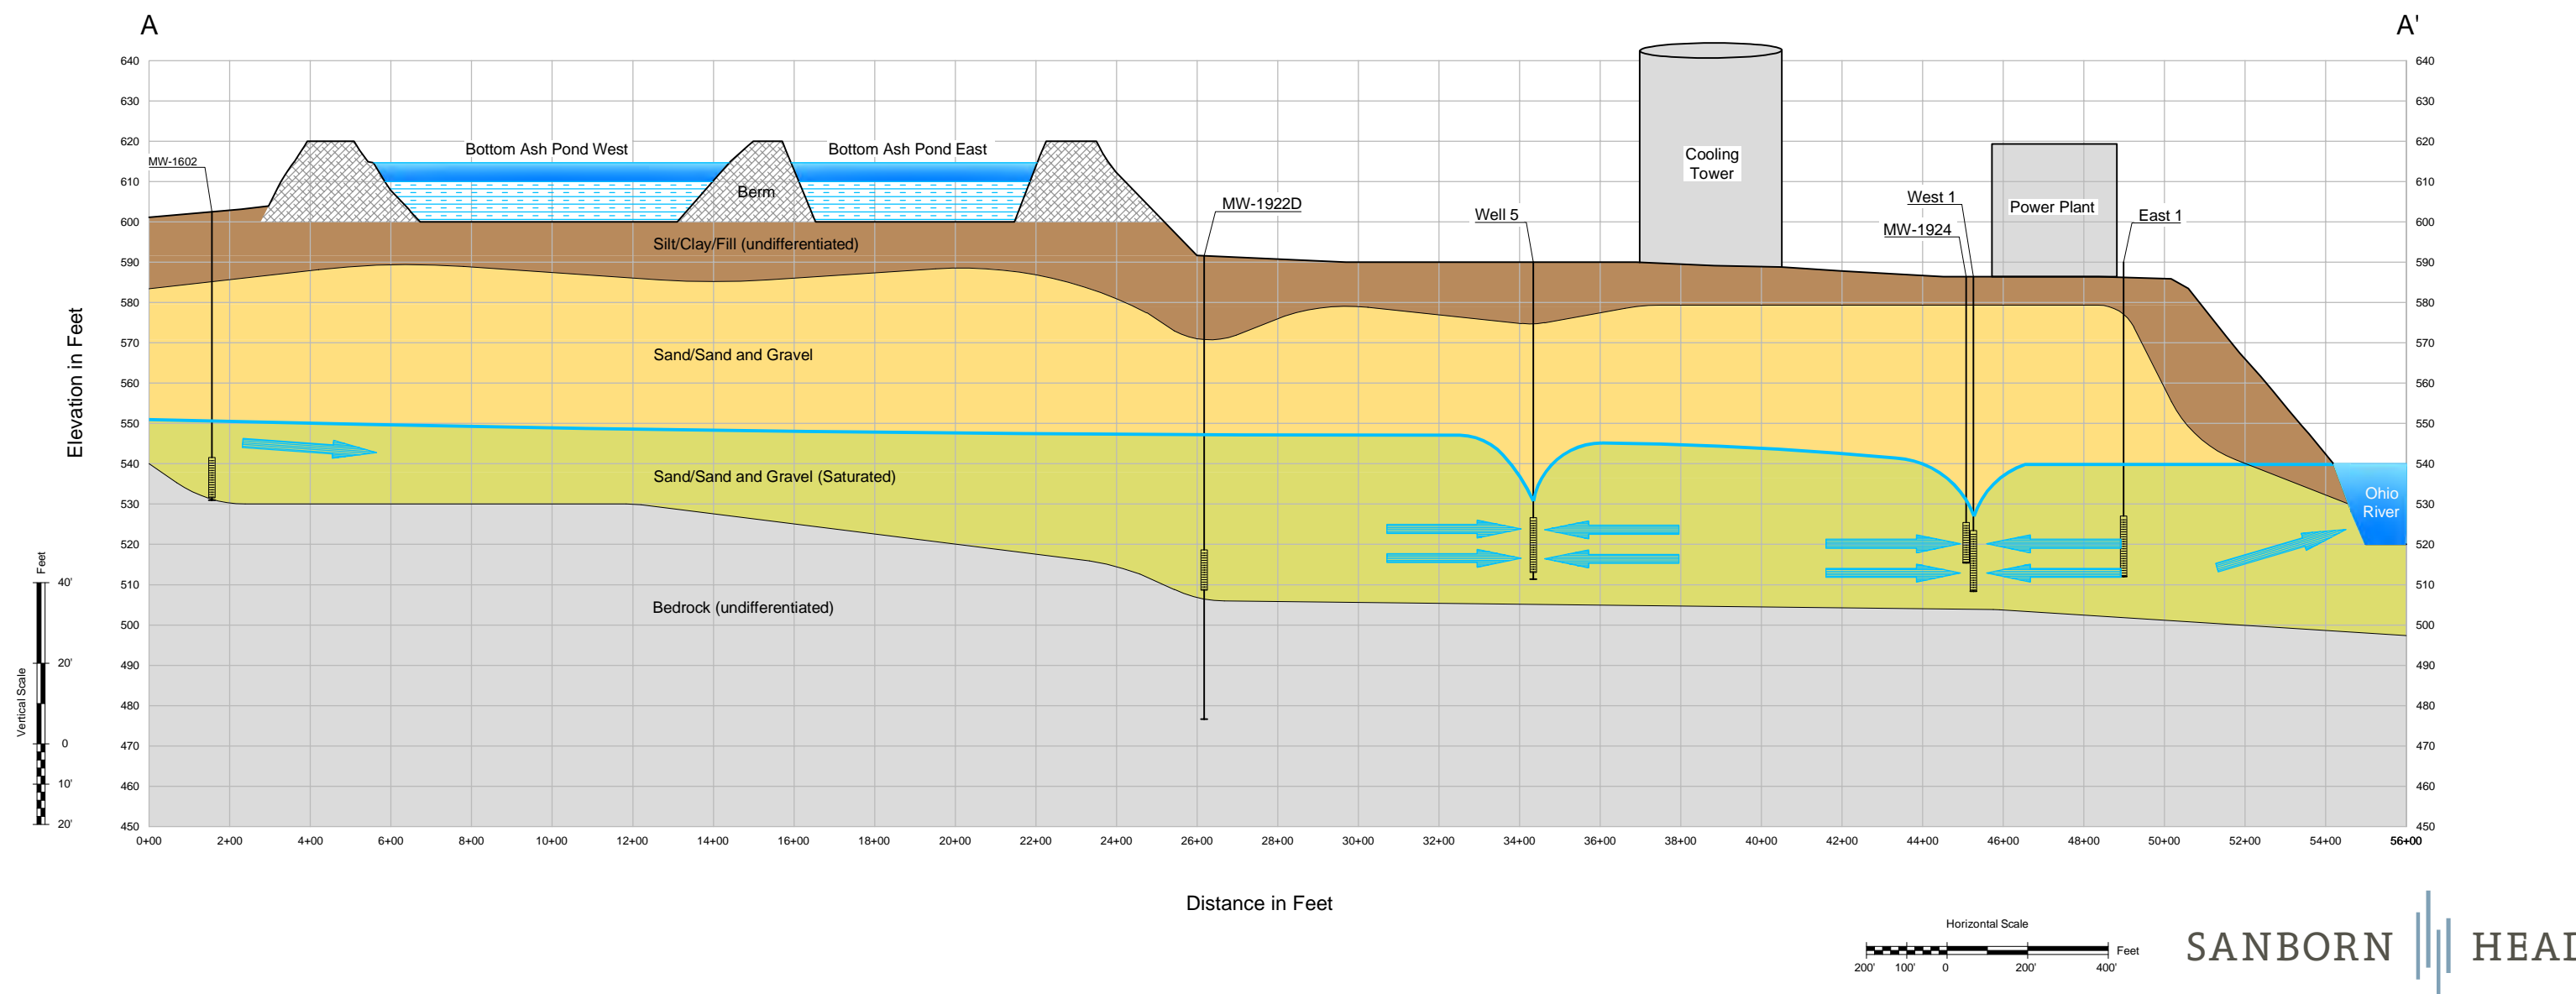 A
A'
640
640
630
630
620
620
610
610
600
600
590
590
580
580
570
570
560
560
550
550
540
540
530
530
520
520
510
510
500
500
490
490
480
480
470
470
460
460
450
450
Elevation in Feet
MW-1602
Bottom Ash Pond West
Bottom Ash Pond East
Berm
MW-1922D
Well 5
Cooling
Tower
West 1
MW-1924
Power Plant
East 1
Silt/Clay/Fill (undifferentiated)
Sand/Sand and Gravel
Sand/Sand and Gravel (Saturated)
Ohio
River
Bedrock (undifferentiated)
Feet
40'
20'
0
10'
20'
Vertical Scale
0+00 2+00 4+00 6+00 8+00 10+00 12+00 14+00 16+00 18+00 20+00 22+00 24+00 26+00 28+00 30+00 32+00 34+00 36+00 38+00 40+00 42+00 44+00 46+00 48+00 50+00 52+00 54+00 56+00
Distance in Feet
Horizontal Scale
Feet
200' 100' 0 200' 400'
SANBORN HEAD